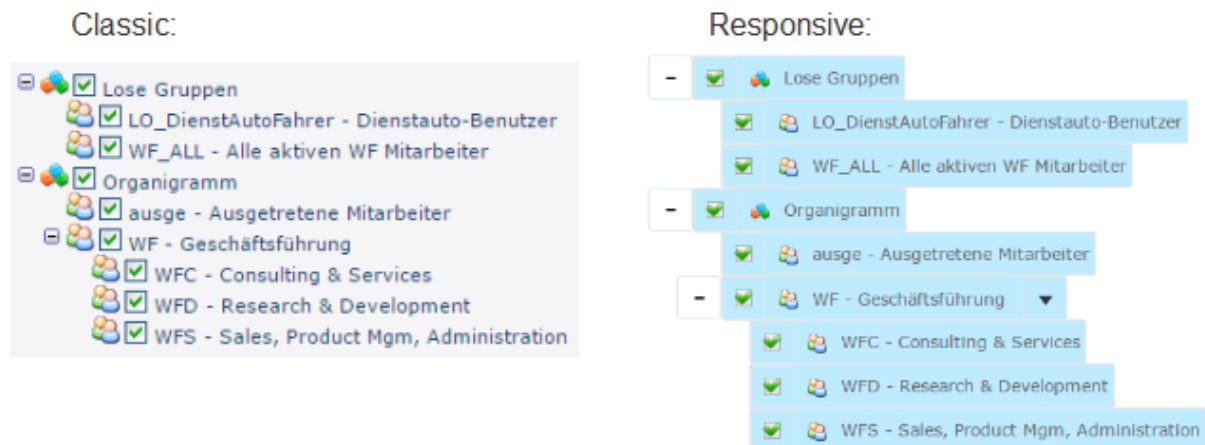 Classic:
Lose Gruppen
LO_DienstAutoFahrer - Dienstauto-Benutzer
WF_ALL - Alle aktiven WF Mitarbeiter
Organigramm
ausge - Ausgetretene Mitarbeiter
WF - Geschäftsführung
WFC - Consulting & Services
WFD - Research & Development
WFS - Sales, Product Mgm, Administration
Responsive:
Lose Gruppen
LO_DienstAutoFahrer - Dienstauto-Benutzer
WF_ALL - Alle aktiven WF Mitarbeiter
Organigramm
ausge - Ausgetretene Mitarbeiter
WF - Geschäftsführung
WFC - Consulting & Services
WFD - Research & Development
WFS - Sales, Product Mgm, Administration